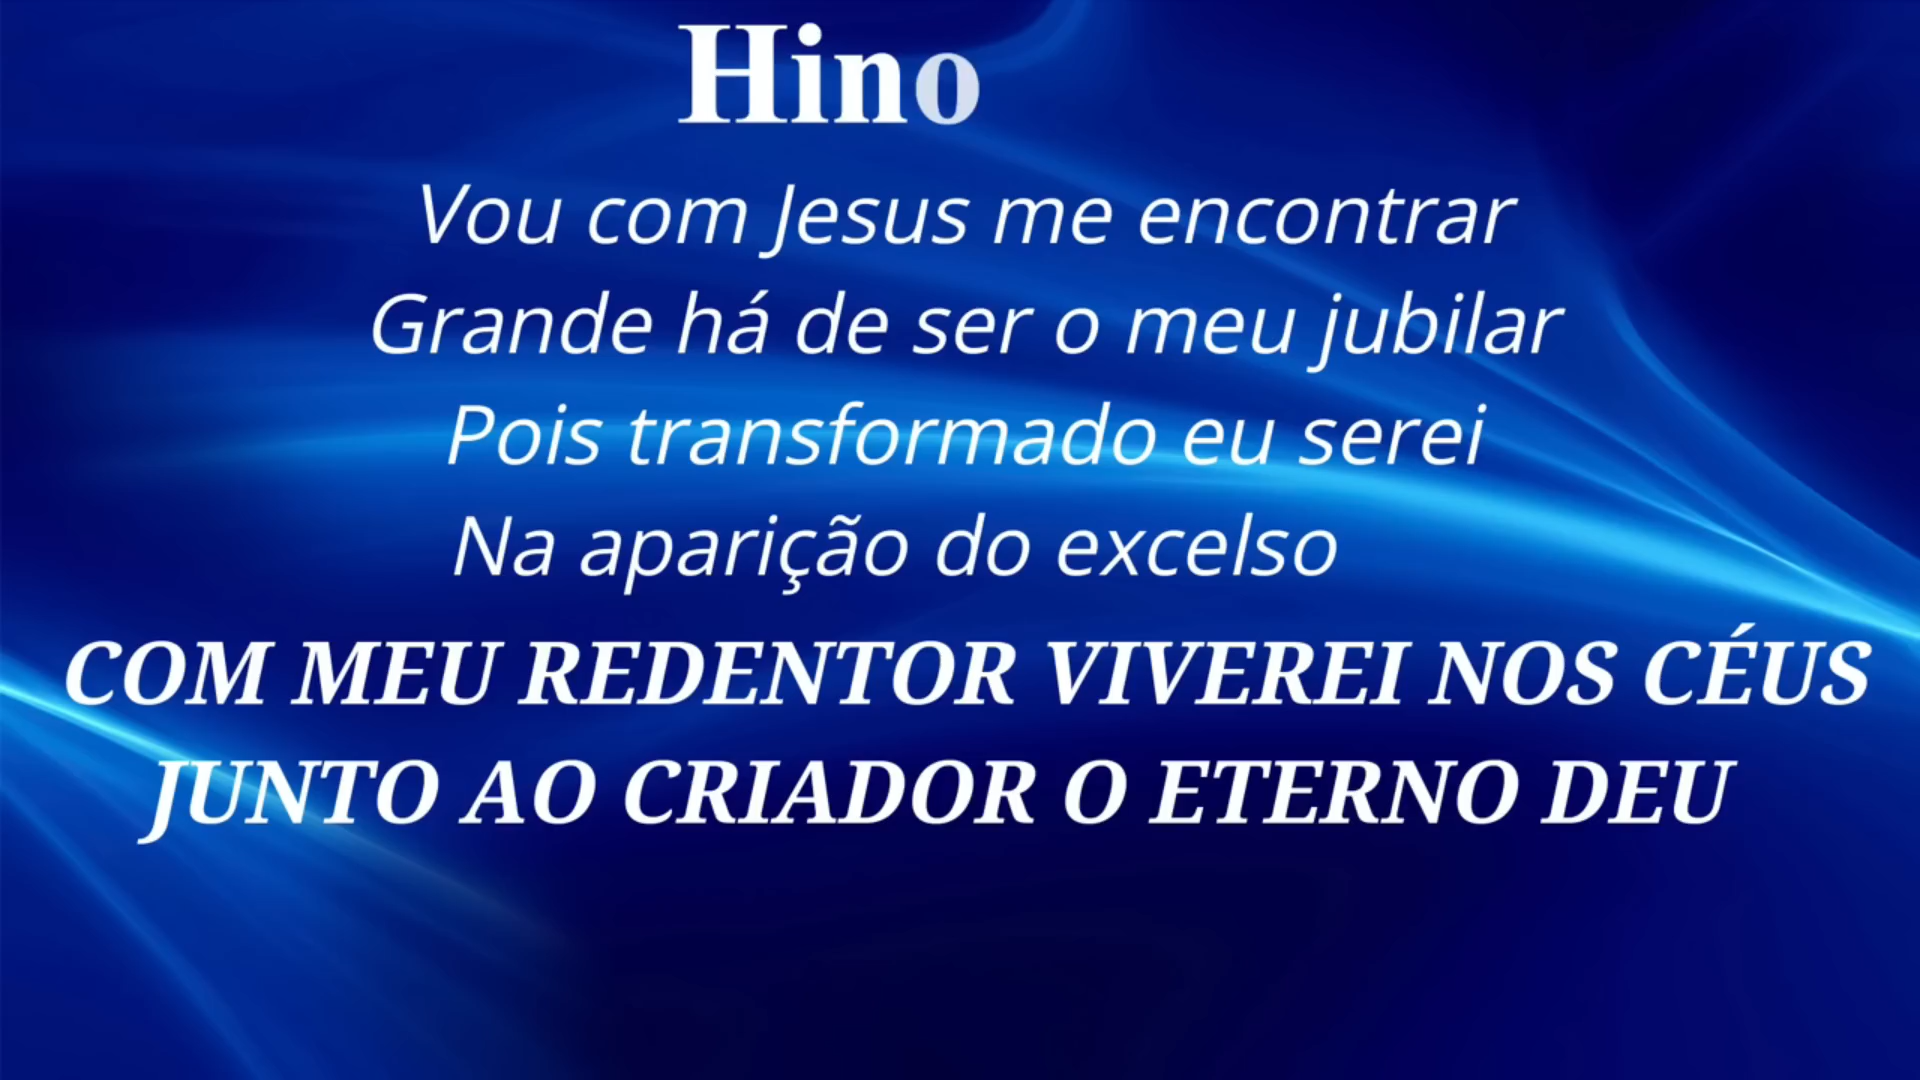 Hino
Vou com Jesus me encontrar
Grande há de ser o meu jubilar
Pois transformado eu serei
Na aparição do excelso
COM MEU REDENTOR VIVEREI NOS CÉUS
JUNTO AO CRIADOR O ETERNO DEU